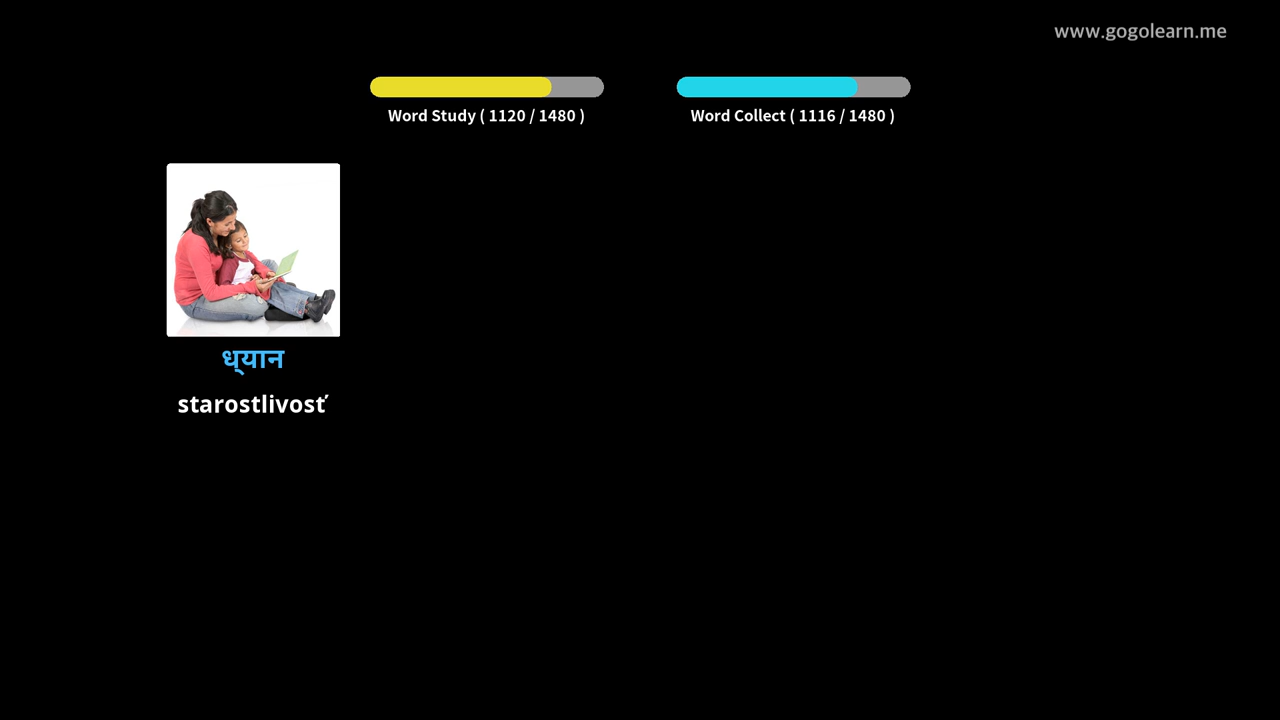 www.gogolearn.me
Word Study ( 1120 / 1480 )
Word Collect ( 1116 / 1480 )
ध्यान
starostlivosť